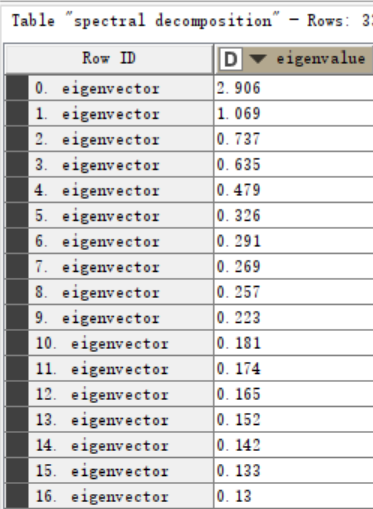 Table "spectral decomposition" – Rows:
Row ID D eigenvalue
0. eigenvector 2.906
1. eigenvector 1.069
2. eigenvector 0.737
3. eigenvector 0.635
4. eigenvector 0.479
5. eigenvector 0.326
6. eigenvector 0.291
7. eigenvector 0.269
8. eigenvector 0.257
9. eigenvector 0.223
10. eigenvector 0.181
11. eigenvector 0.174
12. eigenvector 0.165
13. eigenvector 0.152
14. eigenvector 0.142
15. eigenvector 0.133
16. eigenvector 0.13